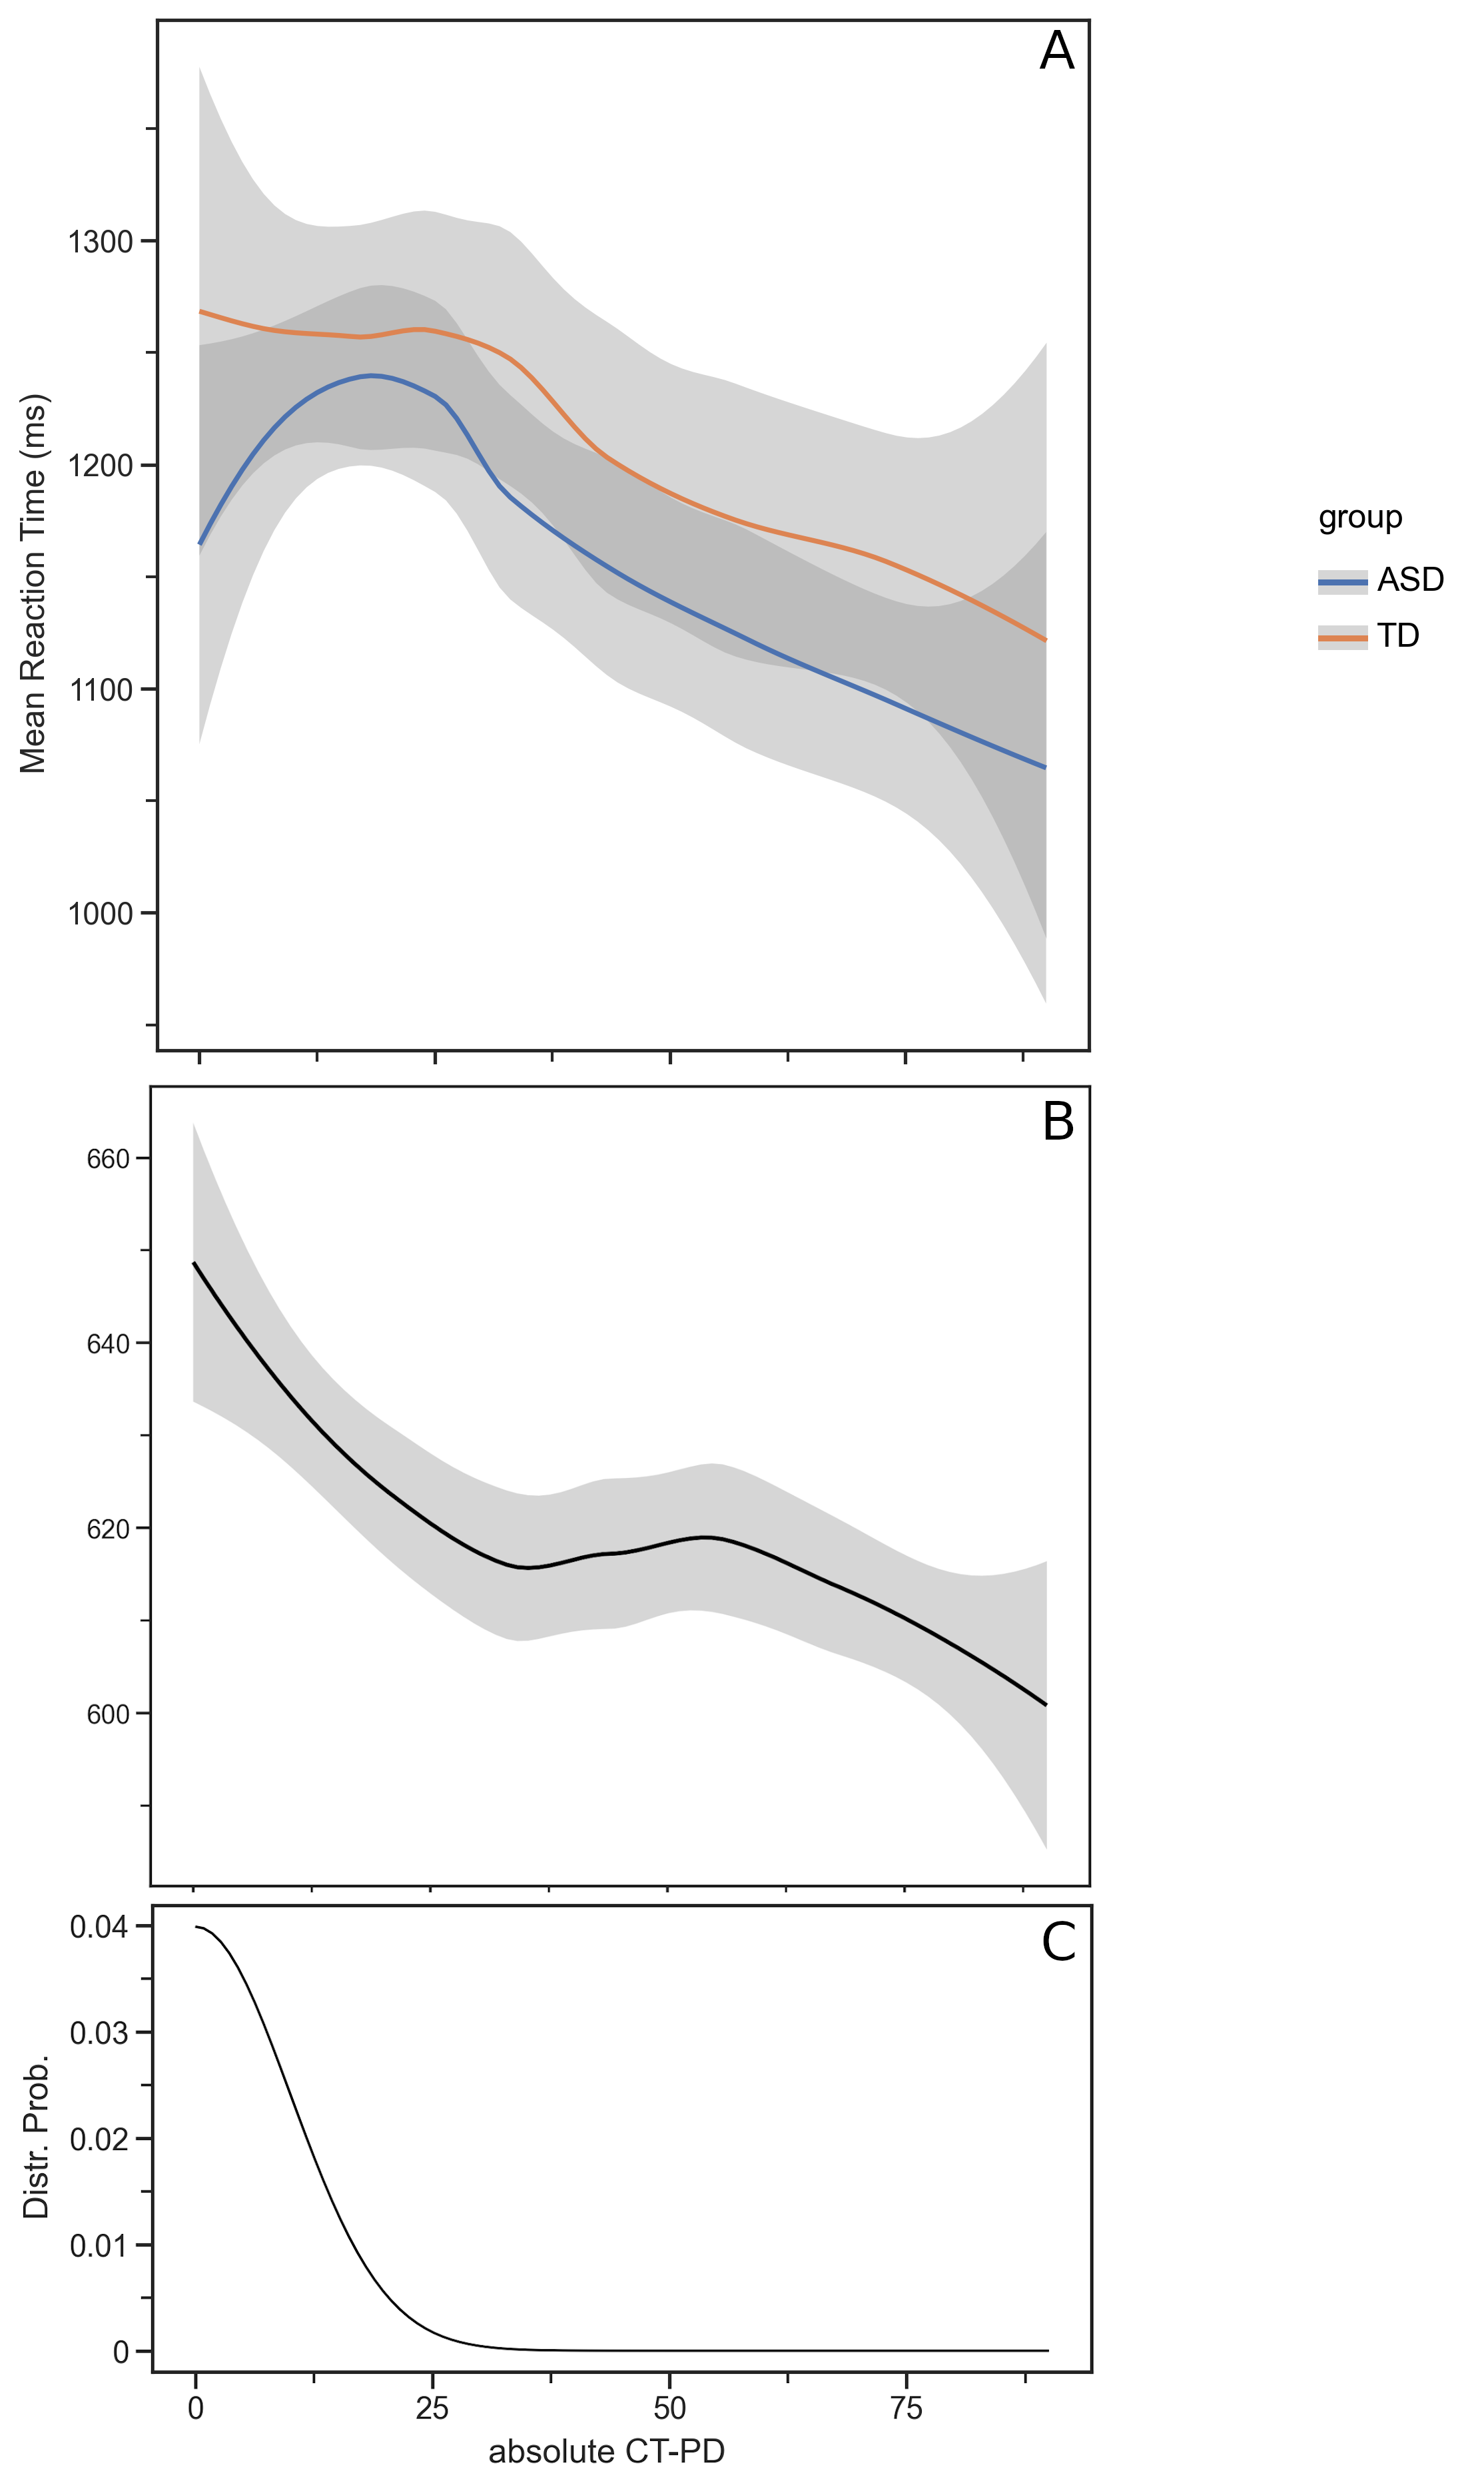 A
1300
1200
1100
1000
Mean Reaction Time (ms)
group
ASD
TD
B
660
640
620
600
C
0.04
0.03
0.02
0.01
0
Distr. Prob.
0 25 50 75
absolute CT-PD